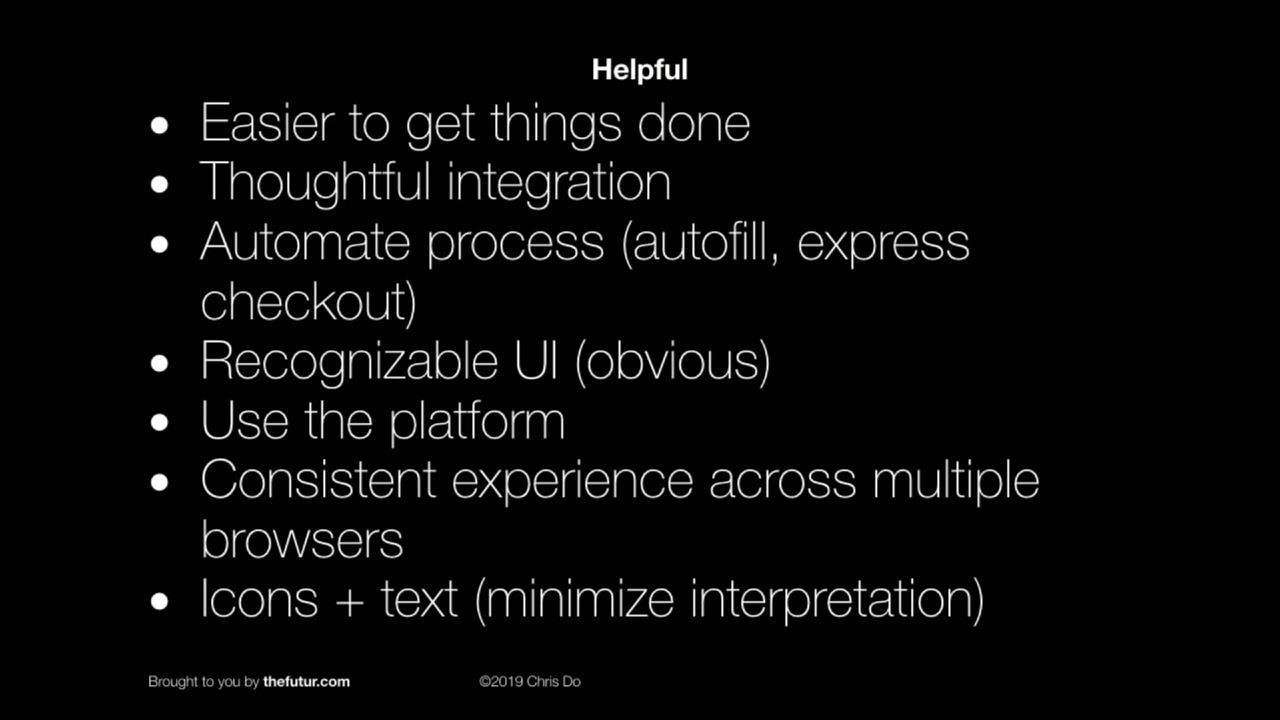 Helpful
• Easier to get things done
• Thoughtful integration
• Automate process (autofill, express
checkout)
• Recognizable UI (obvious)
• Use the platform
• Consistent experience across multiple
browsers
• Icons + text (minimize interpretation)
Brought to you by thefutur.com ©2019 Chris Do